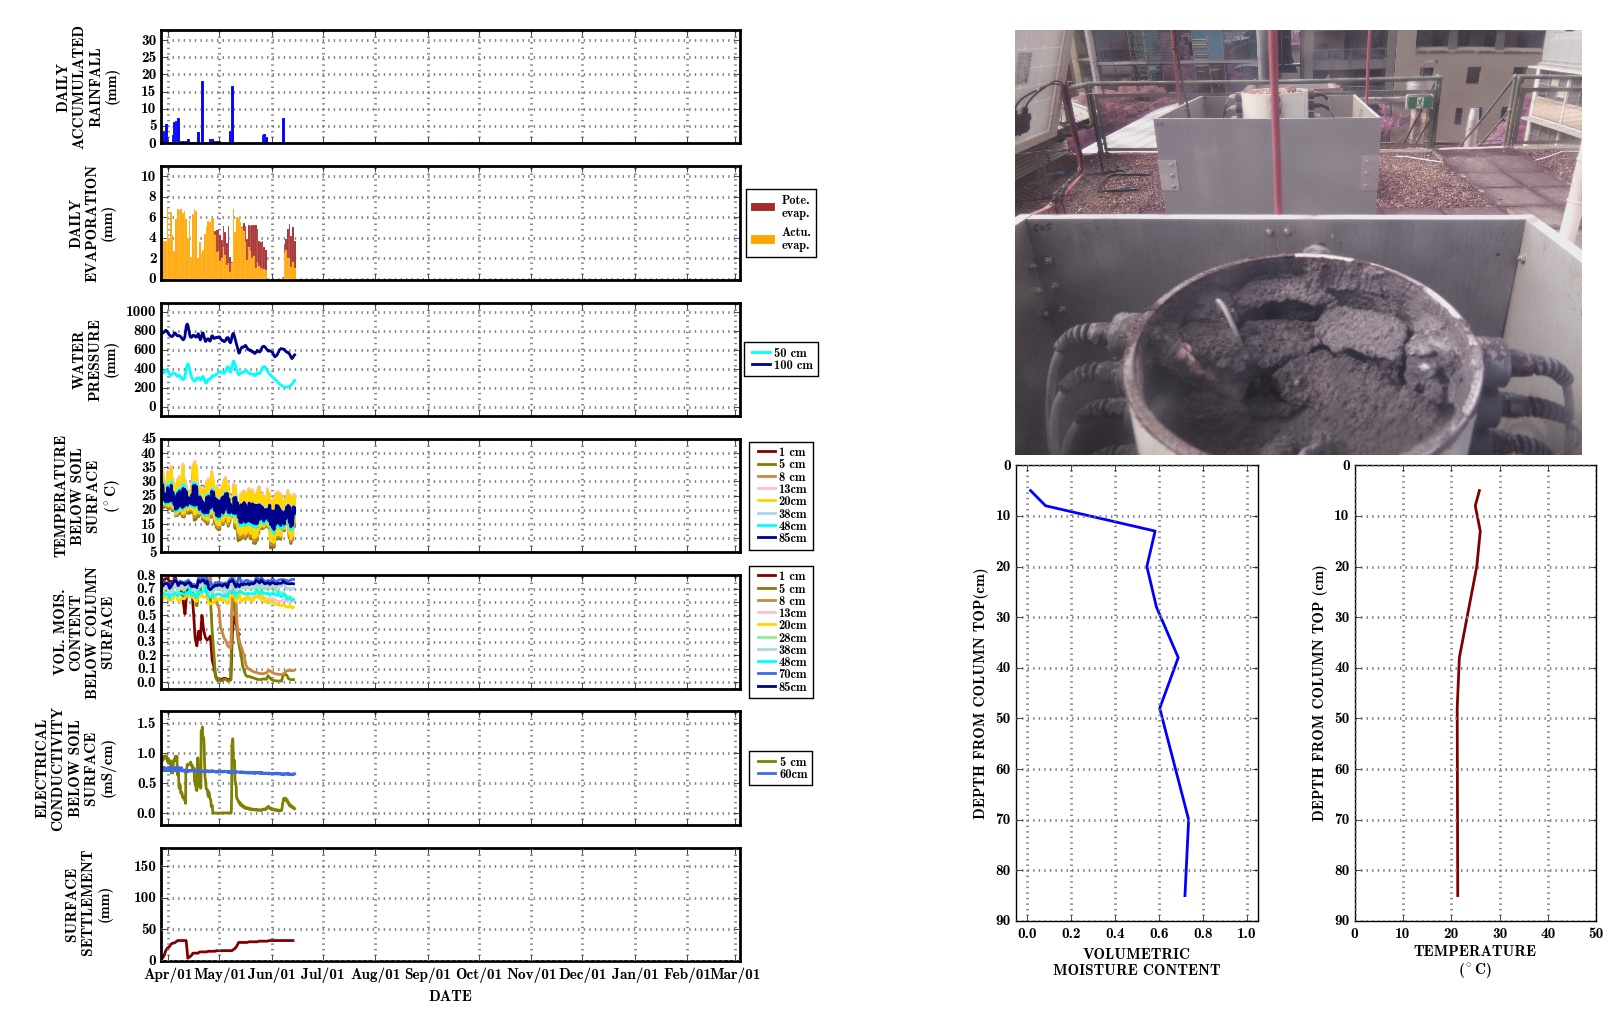 DAILY
ACCUMULATED
RAINFALL
(mm)
30
25
20
15
10
5
0
DAILY
EVAPORATION
(mm)
10
8
6
4
2
0
Pote.
evap.
Actu.
evap.
WATER
PRESSURE
(mm)
1000
800
600
400
200
0
50 cm
100 cm
TEMPERATURE
BELOW SOIL
SURFACE
(°C)
45
40
35
30
25
20
15
10
5
1 cm
5 cm
8 cm
13cm
20cm
38cm
48cm
85cm
VOL. MOIS.
CONTENT
BELOW COLUMN
SURFACE
0.8
0.7
0.6
0.5
0.4
0.3
0.2
0.1
0.0
1 cm
5 cm
8 cm
13cm
20cm
28cm
38cm
48cm
70cm
85cm
ELECTRICAL
CONDUCTIVITY
BELOW SOIL
SURFACE
(mS/cm)
1.5
1.0
0.5
0.0
5 cm
60cm
SURFACE
SETTLEMENT
(mm)
150
100
50
0
Apr/01 May/01 Jun/01 Jul/01 Aug/01 Sep/01 Oct/01 Nov/01 Dec/01 Jan/01 Feb/01 Mar/01
DATE
DEPTH FROM COLUMN TOP(cm)
0
10
20
30
40
50
60
70
80
90
0.0 0.2 0.4 0.6 0.8 1.0
VOLUMETRIC
MOISTURE CONTENT
DEPTH FROM COLUMN TOP (cm)
0
10
20
30
40
50
60
70
80
90
0 10 20 30 40 50
TEMPERATURE
(°C)